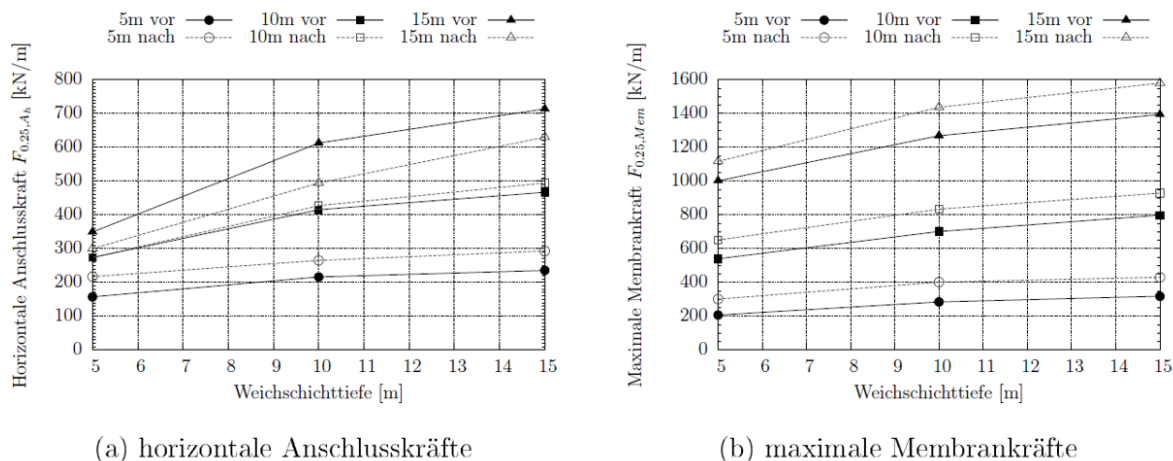 5m vor 10m vor 15m vor
5m nach 10m nach 15m nach
Horizontale Anschlusskraft F0.25,Ah [kN/m]
800
700
600
500
400
300
200
100
0
5 6 7 8 9 10 11 12 13 14 15
Weichschichttiefe [m]
(a) horizontale Anschlusskräfte
5m vor 10m vor 15m vor
5m nach 10m nach 15m nach
Maximale Membrankraft F0.25,Mem [kN/m]
1600
1400
1200
1000
800
600
400
200
0
5 6 7 8 9 10 11 12 13 14 15
Weichschichttiefe [m]
(b) maximale Membrankräfte